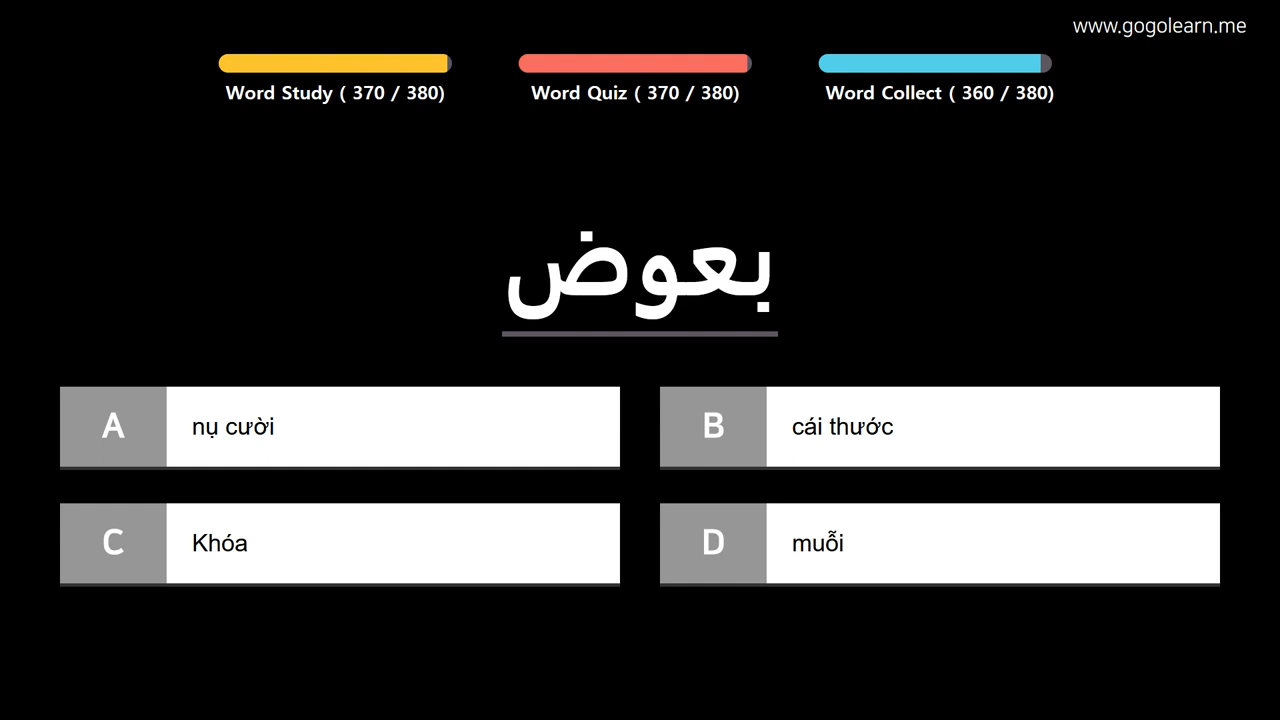 www.gogolearn.me
Word Study ( 370 / 380)
Word Quiz ( 370 / 380)
Word Collect ( 360 / 380)
بعوض
A nụ cười
B cái thước
C Khóa
D muỗi